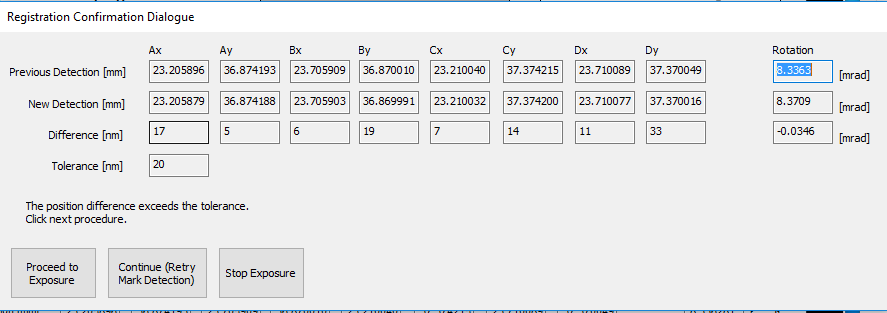 Registration Confirmation Dialogue
Ax Ay Bx By Cx Cy Dx Dy Rotation
Previous Detection [mm] 23.205896 36.874193 23.705909 36.870010 23.210040 37.374215 23.710089 37.370049 8.3363 [mrad]
New Detection [mm] 23.205879 36.874188 23.705903 36.869991 23.210032 37.374200 23.710077 37.370016 8.3709 [mrad]
Difference [nm] 17 5 6 19 7 14 11 33 -0.0346 [mrad]
Tolerance [nm] 20
The position difference exceeds the tolerance.
Click next procedure.
Proceed to Exposure
Continue (Retry Mark Detection)
Stop Exposure